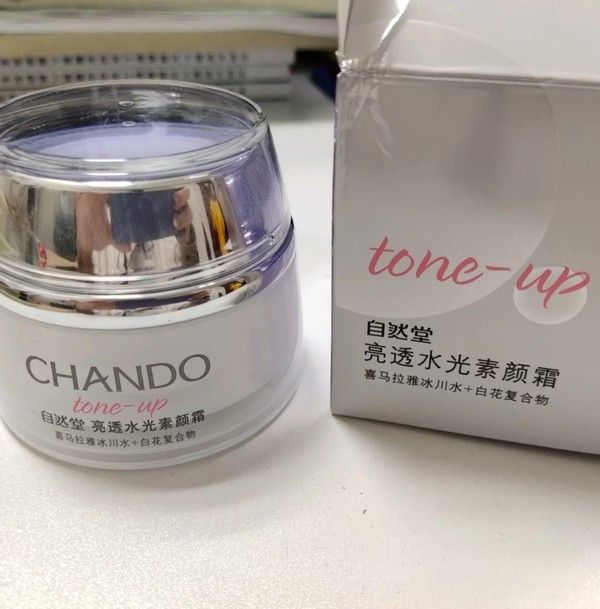 CHANDO
tone-up
自然堂 亮透水光素颜霜
喜马拉雅冰川水+白花复合物
tone-up
自然堂
亮透水光素颜霜
喜马拉雅冰川水+白花复合物